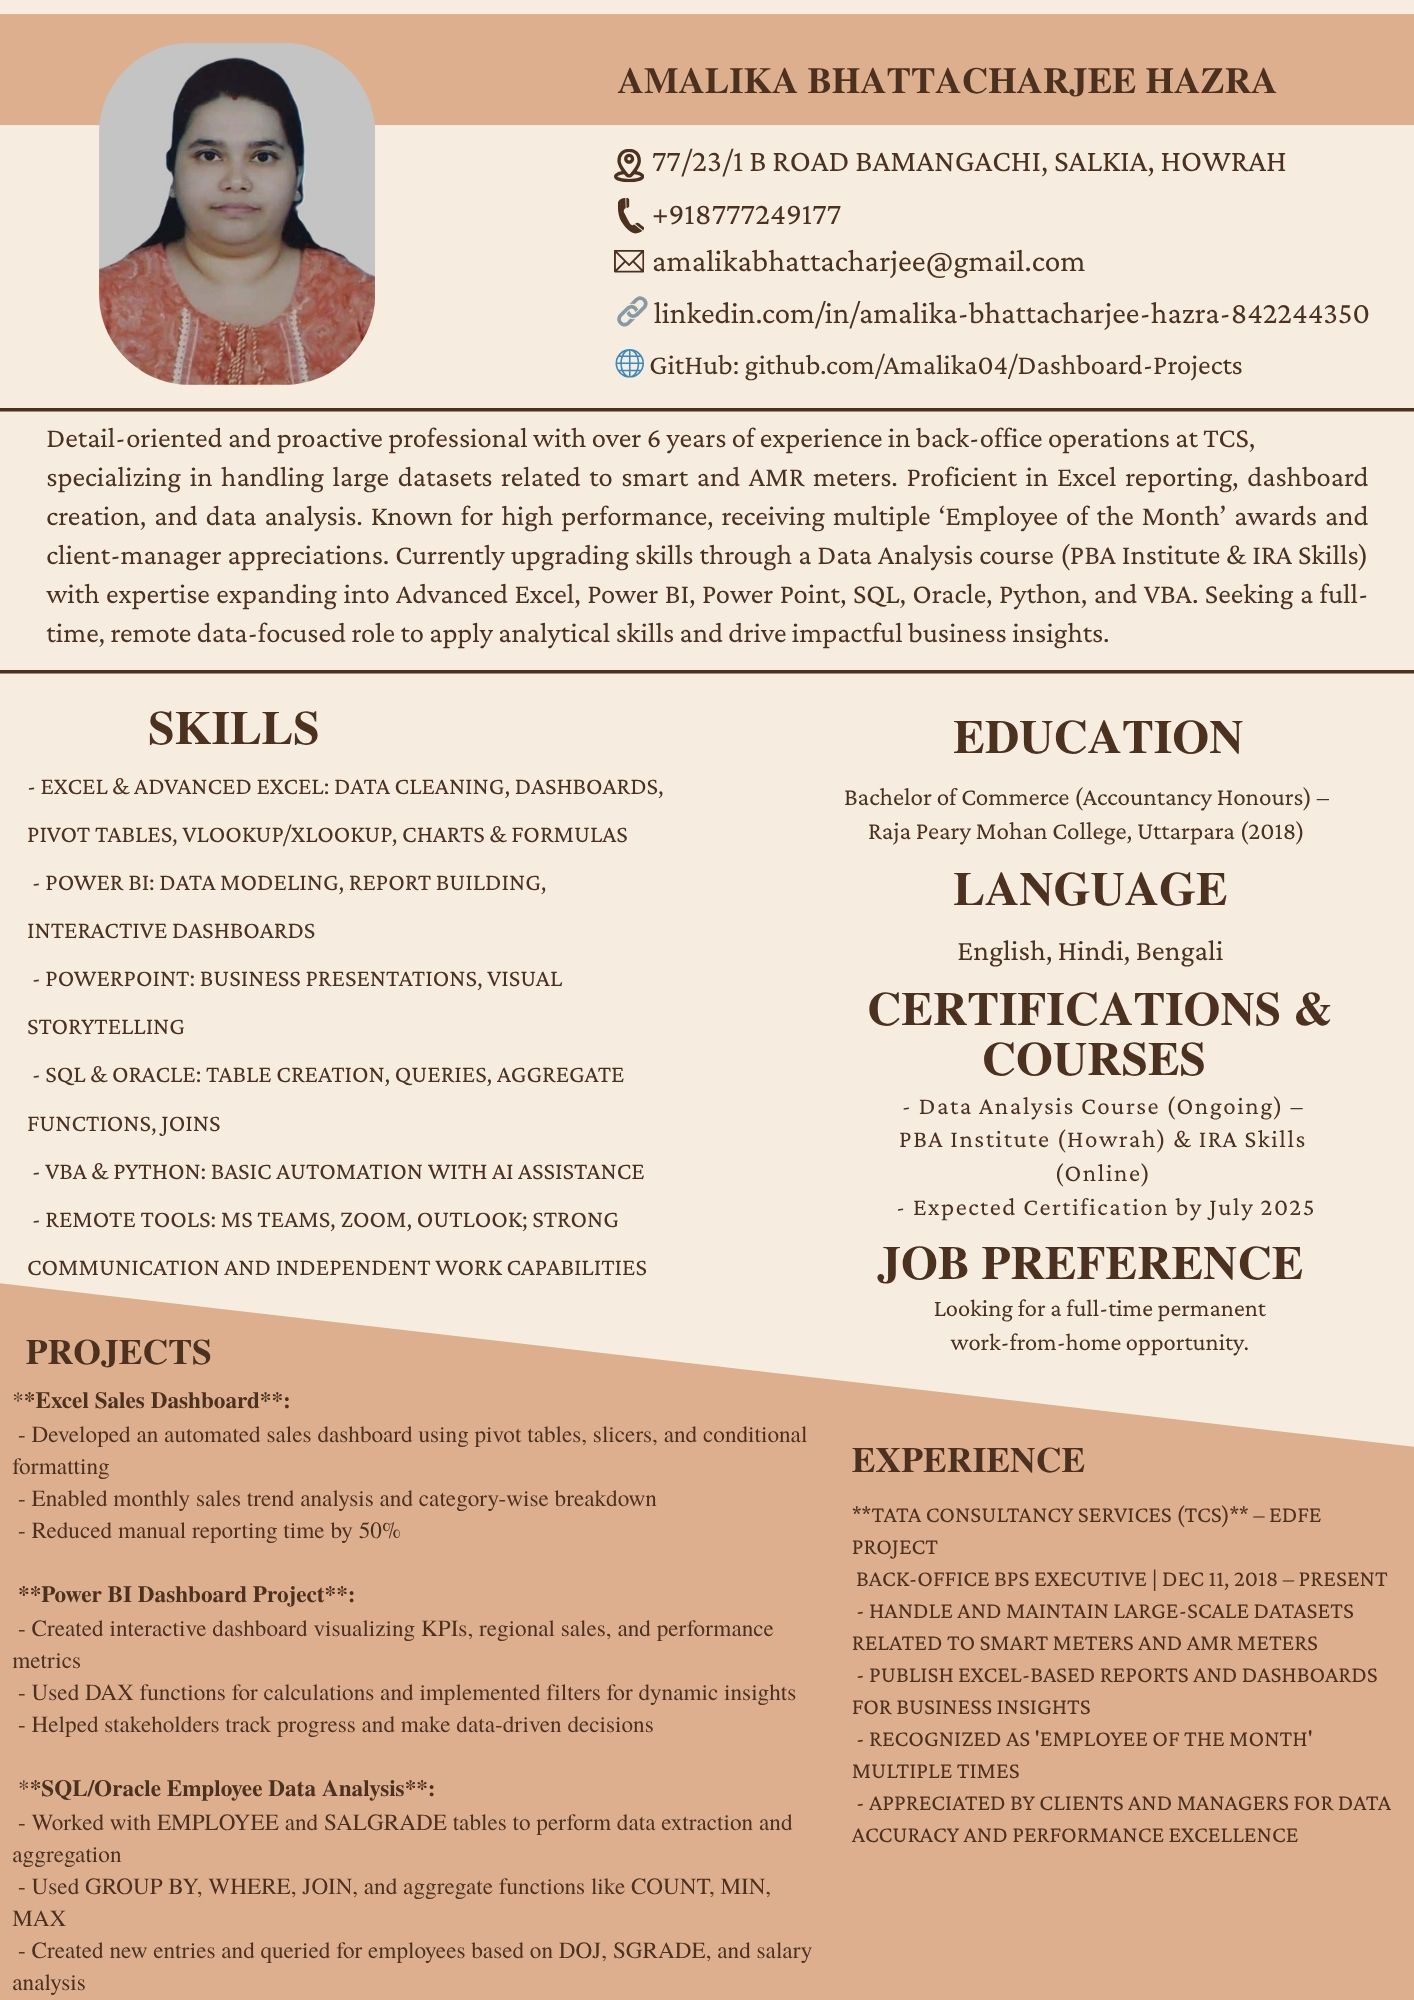 AMALIKA BHATTACHARJEE HAZRA
77/23/1 B ROAD BAMANGACHI, SALKIA, HOWRAH
+918777249177
amalikabhattacharjee@gmail.com
linkedin.com/in/amalika-bhattacharjee-hazra-842244350
GitHub: github.com/Amalika04/Dashboard-Projects
Detail-oriented and proactive professional with over 6 years of experience in back-office operations at TCS,
specializing in handling large datasets related to smart and AMR meters. Proficient in Excel reporting, dashboard
creation, and data analysis. Known for high performance, receiving multiple ‘Employee of the Month’ awards and
client-manager appreciations. Currently upgrading skills through a Data Analysis course (PBA Institute & IRA Skills)
with expertise expanding into Advanced Excel, Power BI, Power Point, SQL, Oracle, Python, and VBA. Seeking a full-
time, remote data-focused role to apply analytical skills and drive impactful business insights.
SKILLS
- EXCEL & ADVANCED EXCEL: DATA CLEANING, DASHBOARDS,
PIVOT TABLES, VLOOKUP/XLOOKUP, CHARTS & FORMULAS
- POWER BI: DATA MODELING, REPORT BUILDING,
INTERACTIVE DASHBOARDS
- POWERPOINT: BUSINESS PRESENTATIONS, VISUAL
STORYTELLING
- SQL & ORACLE: TABLE CREATION, QUERIES, AGGREGATE
FUNCTIONS, JOINS
- VBA & PYTHON: BASIC AUTOMATION WITH AI ASSISTANCE
- REMOTE TOOLS: MS TEAMS, ZOOM, OUTLOOK; STRONG
COMMUNICATION AND INDEPENDENT WORK CAPABILITIES
EDUCATION
Bachelor of Commerce (Accountancy Honours) –
Raja Peary Mohan College, Uttarpara (2018)
LANGUAGE
English, Hindi, Bengali
CERTIFICATIONS &
COURSES
- Data Analysis Course (Ongoing) –
PBA Institute (Howrah) & IRA Skills
(Online)
- Expected Certification by July 2025
JOB PREFERENCE
Looking for a full-time permanent
work-from-home opportunity.
PROJECTS
**Excel Sales Dashboard**:
- Developed an automated sales dashboard using pivot tables, slicers, and conditional
formatting
- Enabled monthly sales trend analysis and category-wise breakdown
- Reduced manual reporting time by 50%
**Power BI Dashboard Project**:
- Created interactive dashboard visualizing KPIs, regional sales, and performance
metrics
- Used DAX functions for calculations and implemented filters for dynamic insights
- Helped stakeholders track progress and make data-driven decisions
**SQL/Oracle Employee Data Analysis**:
- Worked with EMPLOYEE and SALGRADE tables to perform data extraction and
aggregation
- Used GROUP BY, WHERE, JOIN, and aggregate functions like COUNT, MIN,
MAX
- Created new entries and queried for employees based on DOJ, SGRADE, and salary
analysis
EXPERIENCE
**TATA CONSULTANCY SERVICES (TCS)** – EDFE
PROJECT
BACK-OFFICE BPS EXECUTIVE | DEC 11, 2018 – PRESENT
- HANDLE AND MAINTAIN LARGE-SCALE DATASETS
RELATED TO SMART METERS AND AMR METERS
- PUBLISH EXCEL-BASED REPORTS AND DASHBOARDS
FOR BUSINESS INSIGHTS
- RECOGNIZED AS 'EMPLOYEE OF THE MONTH'
MULTIPLE TIMES
- APPRECIATED BY CLIENTS AND MANAGERS FOR DATA
ACCURACY AND PERFORMANCE EXCELLENCE